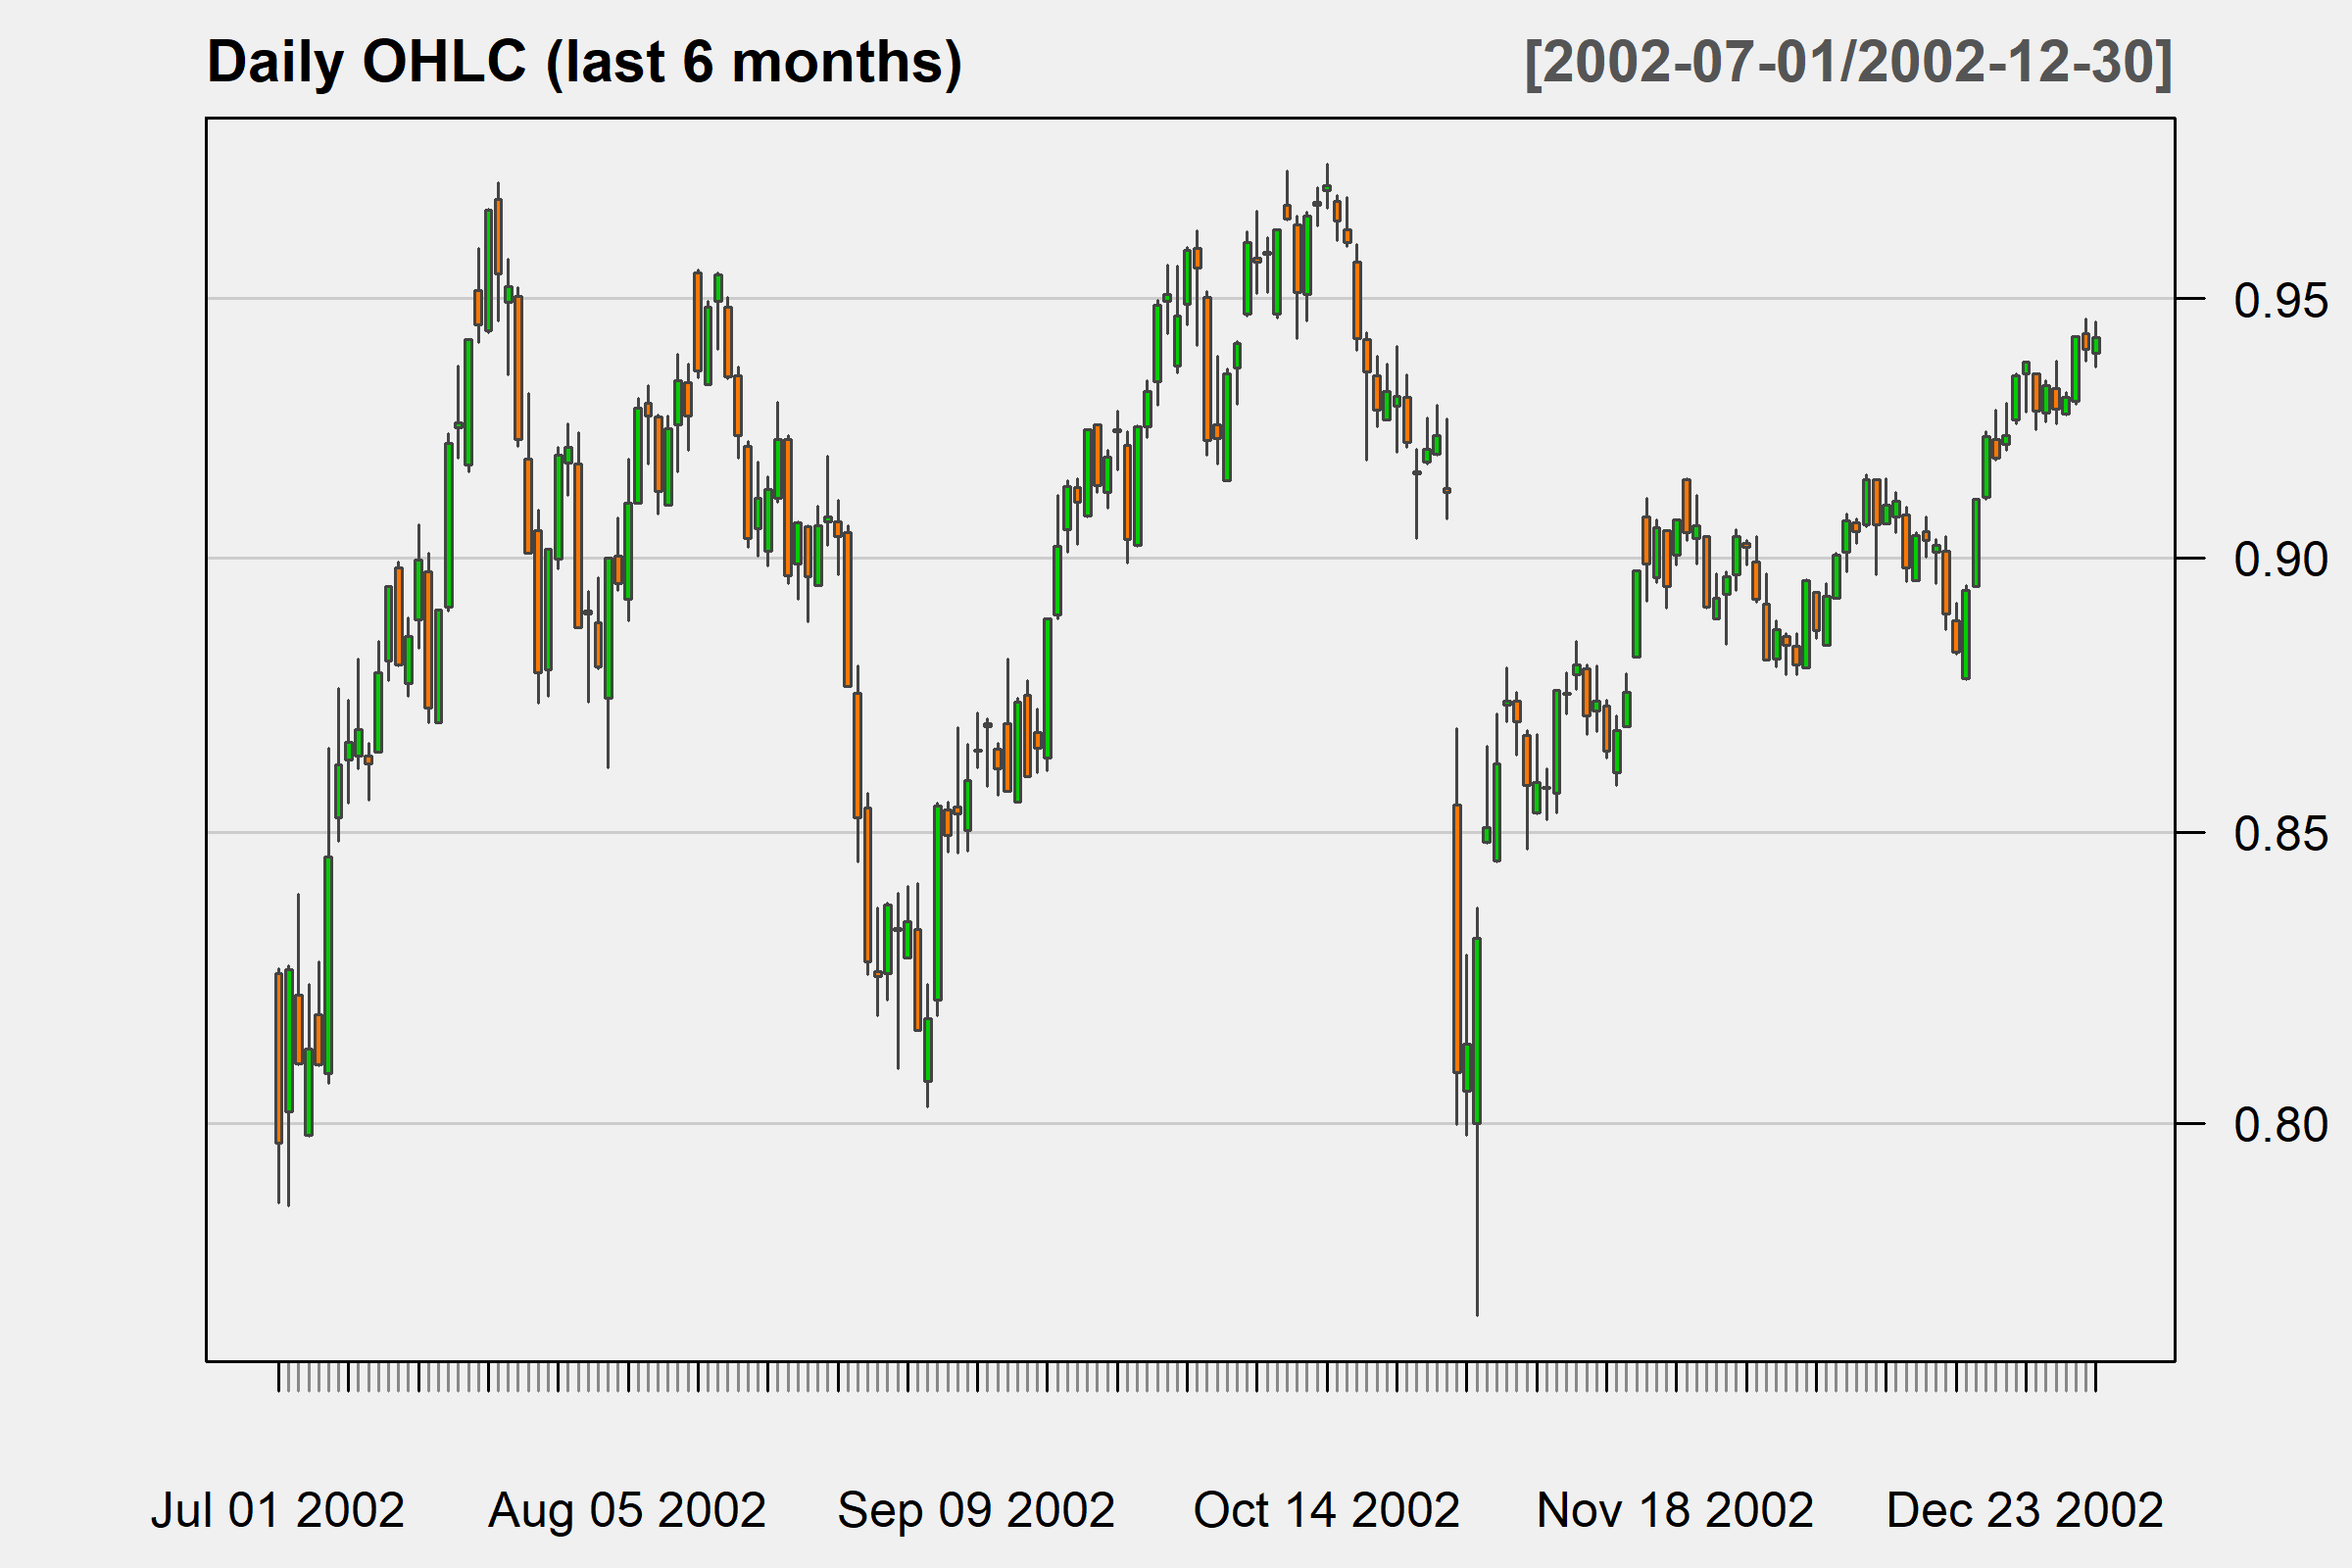 Daily OHLC (last 6 months) [2002-07-01/2002-12-30]
0.95
0.90
0.85
0.80
Jul 01 2002 Aug 05 2002 Sep 09 2002 Oct 14 2002 Nov 18 2002 Dec 23 2002